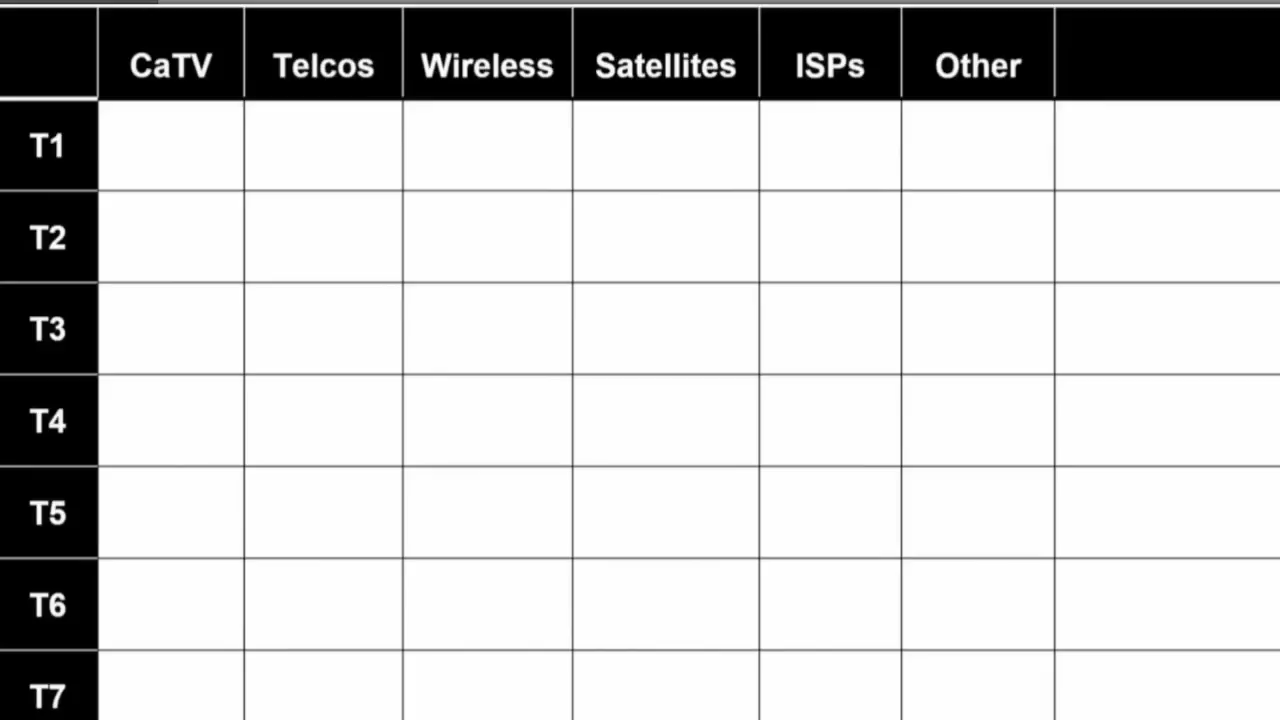 CaTV Telcos Wireless Satellites ISPs Other
T1
T2
T3
T4
T5
T6
T7